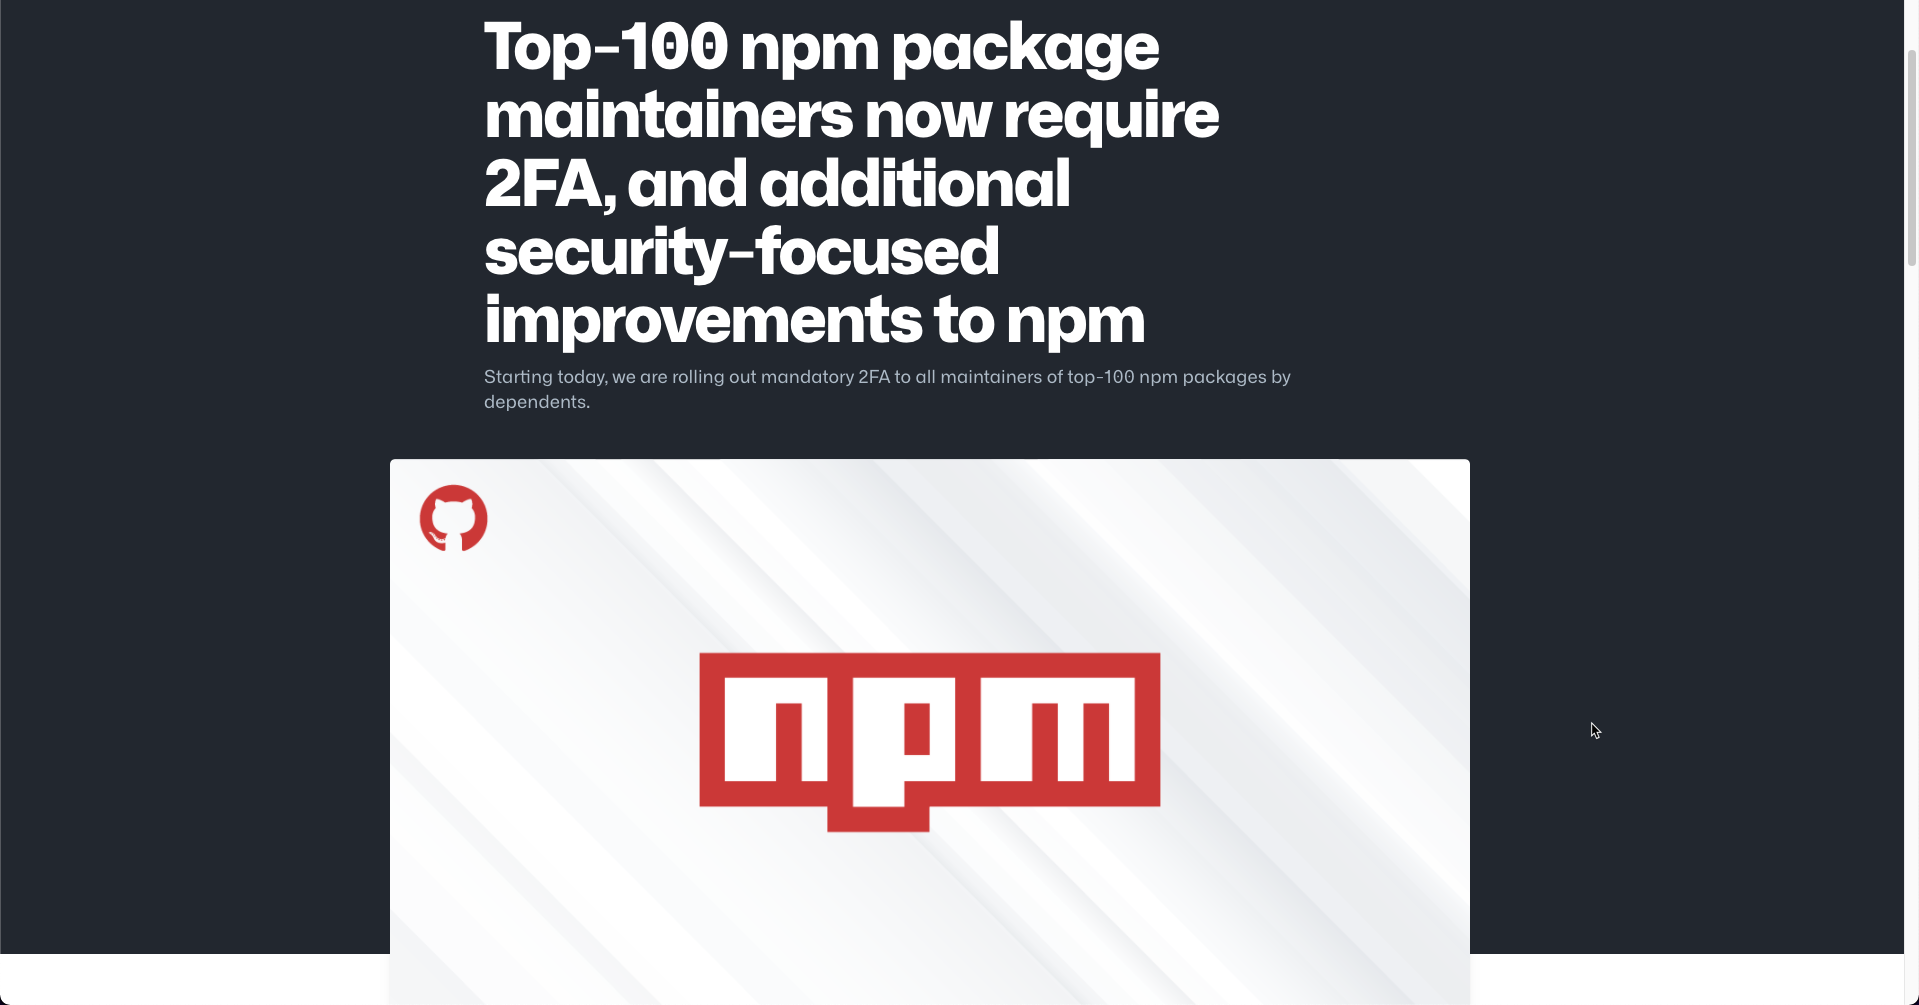 Top-100 npm package
maintainers now require
2FA, and additional
security-focused
improvements to npm
Starting today, we are rolling out mandatory 2FA to all maintainers of top-100 npm packages by
dependents.
npm